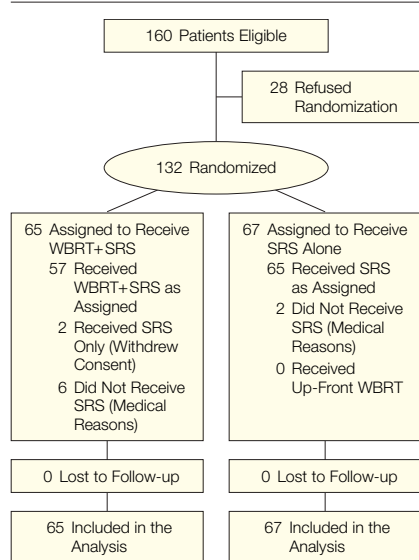 160 Patients Eligible
28 Refused
Randomization
132 Randomized
65 Assigned to Receive
WBRT+SRS
57 Received
WBRT+SRS as
Assigned
2 Received SRS
Only (Withdrew
Consent)
6 Did Not Receive
SRS (Medical
Reasons)
67 Assigned to Receive
SRS Alone
65 Received SRS
as Assigned
2 Did Not Receive
SRS (Medical
Reasons)
0 Received
Up-Front WBRT
0 Lost to Follow-up
0 Lost to Follow-up
65 Included in the
Analysis
67 Included in the
Analysis